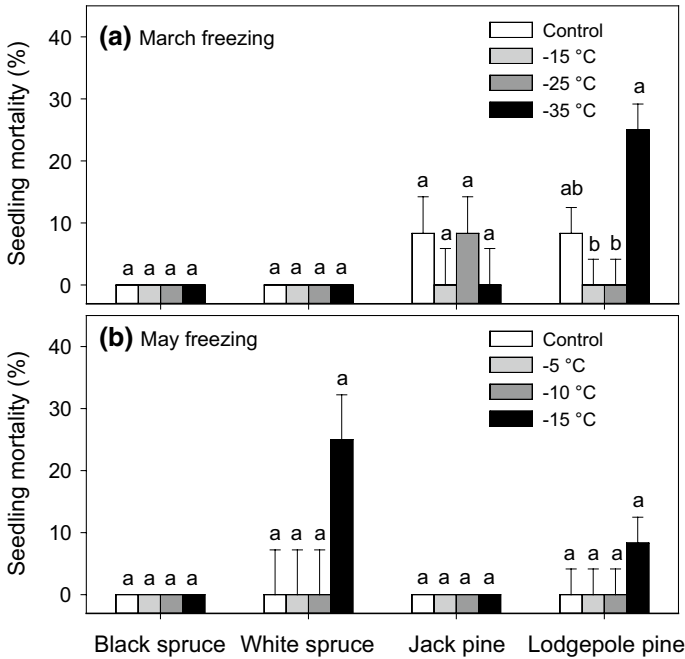 (a) March freezing
Control
-15 °C
-25 °C
-35 °C
Seedling mortality (%)
40
30
20
10
0
a a a a
a a a a
a a a a
ab b b a
(b) May freezing
Control
-5 °C
-10 °C
-15 °C
Seedling mortality (%)
40
30
20
10
0
a a a a
a a a a
a a a a
a a a a
Black spruce White spruce Jack pine Lodgepole pine